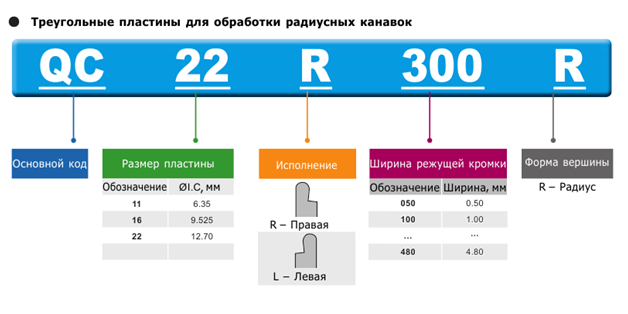 Треугольные пластины для обработки радиусных канавок
QC 22 R 300 R
Основной код
Размер пластины
Обозначение ØI.C, мм
11 6.35
16 9.525
22 12.70
Исполнение
R – Правая
L – Левая
Ширина режущей кромки
Обозначение Ширина, мм
050 0.50
100 1.00
... ...
480 4.80
Форма вершины
R – Радиус